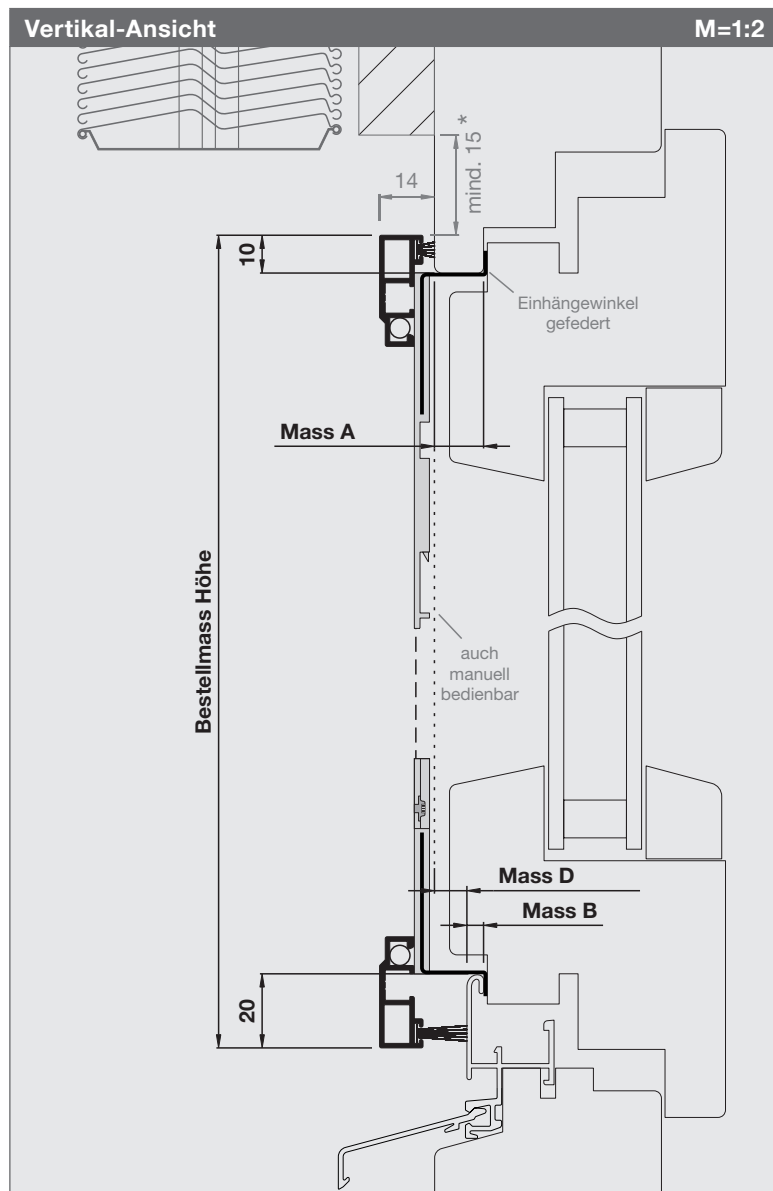 Vertikal-Ansicht M=1:2
14
mind. 15 *
10
Einhängewinkel
gefedert
Mass A
Bestellmass Höhe
auch
manuell
bedienbar
Mass D
Mass B
20